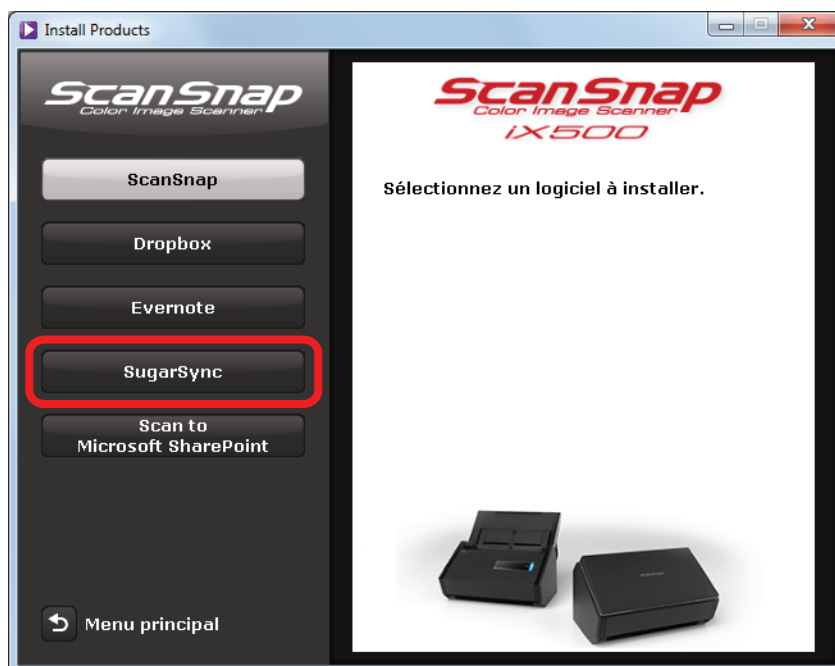 Install Products
ScanSnap
Color Image Scanner
ScanSnap
Dropbox
Evernote
SugarSync
Scan to
Microsoft SharePoint
Menu principal
ScanSnap
Color Image Scanner
iX500
Sélectionnez un logiciel à installer.